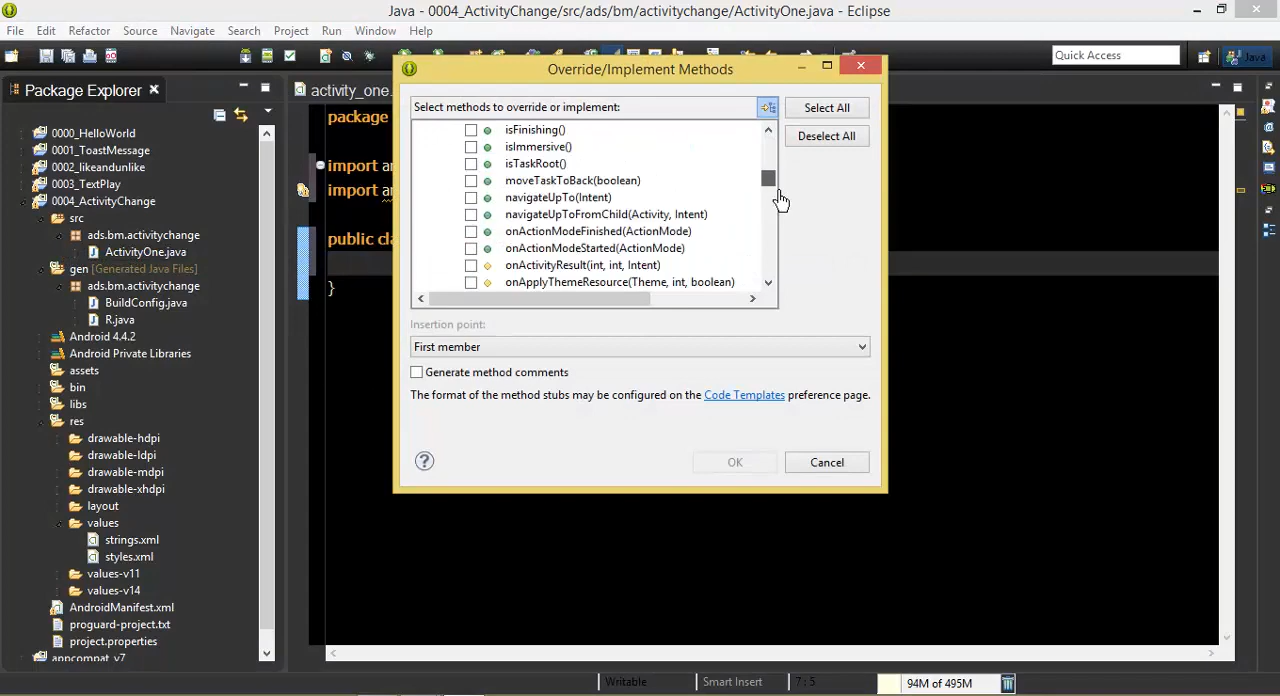 Java - 0004_ActivityChange/src/ads/bm/activitychange/ActivityOne.java - Eclipse
File Edit Refactor Source Navigate Search Project Run Window Help
Quick Access
Java
Package Explorer
0000_HelloWorld
0001_ToastMessage
0002_likeandunlike
0003_TextPlay
0004_ActivityChange
src
ads.bm.activitychange
ActivityOne.java
gen [Generated Java Files]
ads.bm.activitychange
BuildConfig.java
R.java
Android 4.4.2
Android Private Libraries
assets
bin
libs
res
drawable-hdpi
drawable-ldpi
drawable-mdpi
drawable-xhdpi
layout
values
strings.xml
styles.xml
values-v11
values-v14
AndroidManifest.xml
proguard-project.txt
project.properties
appcompat_v7
activity_one.
package
import
import
public
}
Override/Implement Methods
Select methods to override or implement:
Select All
Deselect All
isFinishing()
isImmersive()
isTaskRoot()
moveTaskToBack(boolean)
navigateUpTo(Intent)
navigateUpToFromChild(Activity, Intent)
onActionModeFinished(ActionMode)
onActionModeStarted(ActionMode)
onActivityResult(int, int, Intent)
onApplyThemeResource(Theme, int, boolean)
Insertion point:
First member
Generate method comments
The format of the method stubs may be configured on the Code Templates preference page.
OK
Cancel
Writable
Smart Insert
7 : 5
94M of 495M